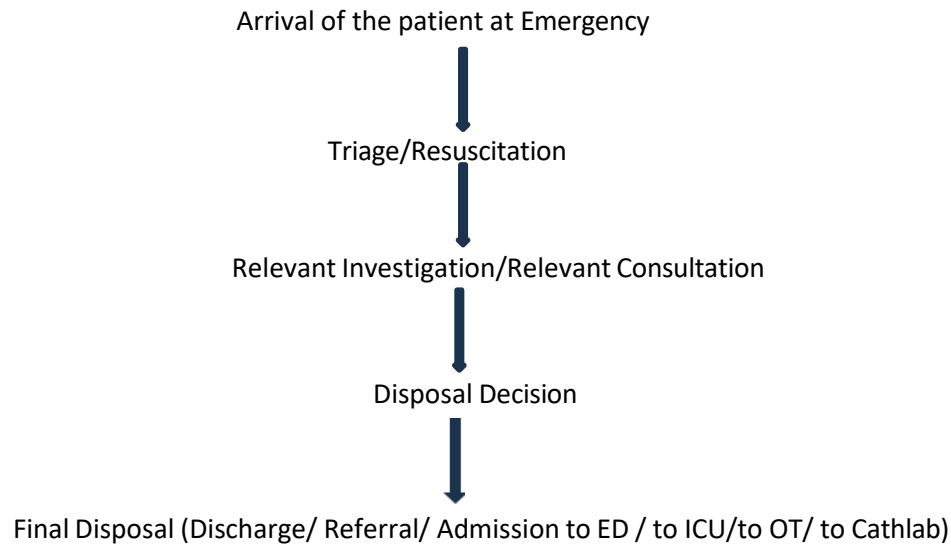 Arrival of the patient at Emergency
Triage/Resuscitation
Relevant Investigation/Relevant Consultation
Disposal Decision
Final Disposal (Discharge/ Referral/ Admission to ED / to ICU/to OT/ to Cathlab)